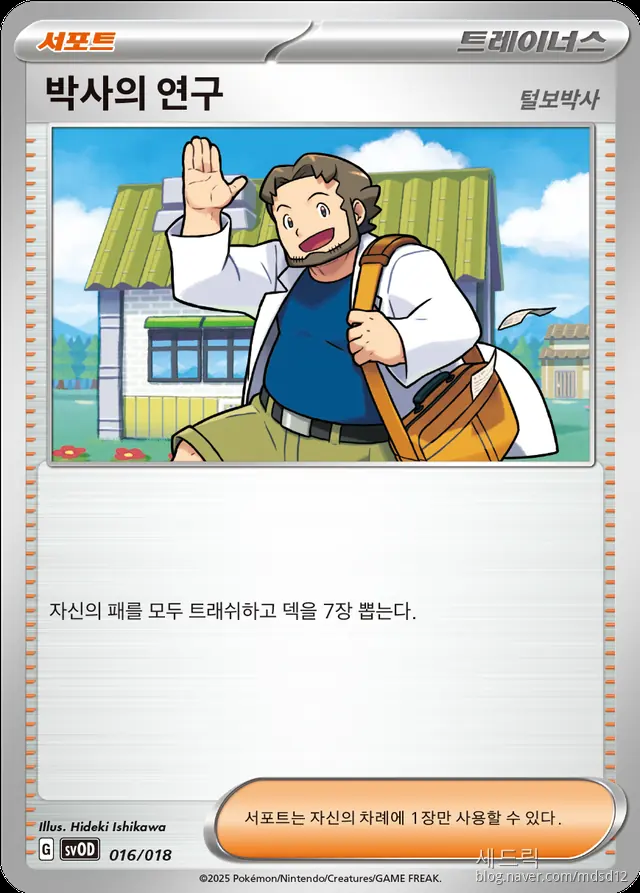 서포트 트레이너스
박사의 연구 털보박사
자신의 패를 모두 트래쉬하고 덱을 7장 뽑는다.
서포트는 자신의 차례에 1장만 사용할 수 있다.
Illus. Hideki Ishikawa
G svOD 016/018
©2025 Pokémon/Nintendo/Creatures/GAME FREAK.
세드릭
blog.naver.com/mdsd12